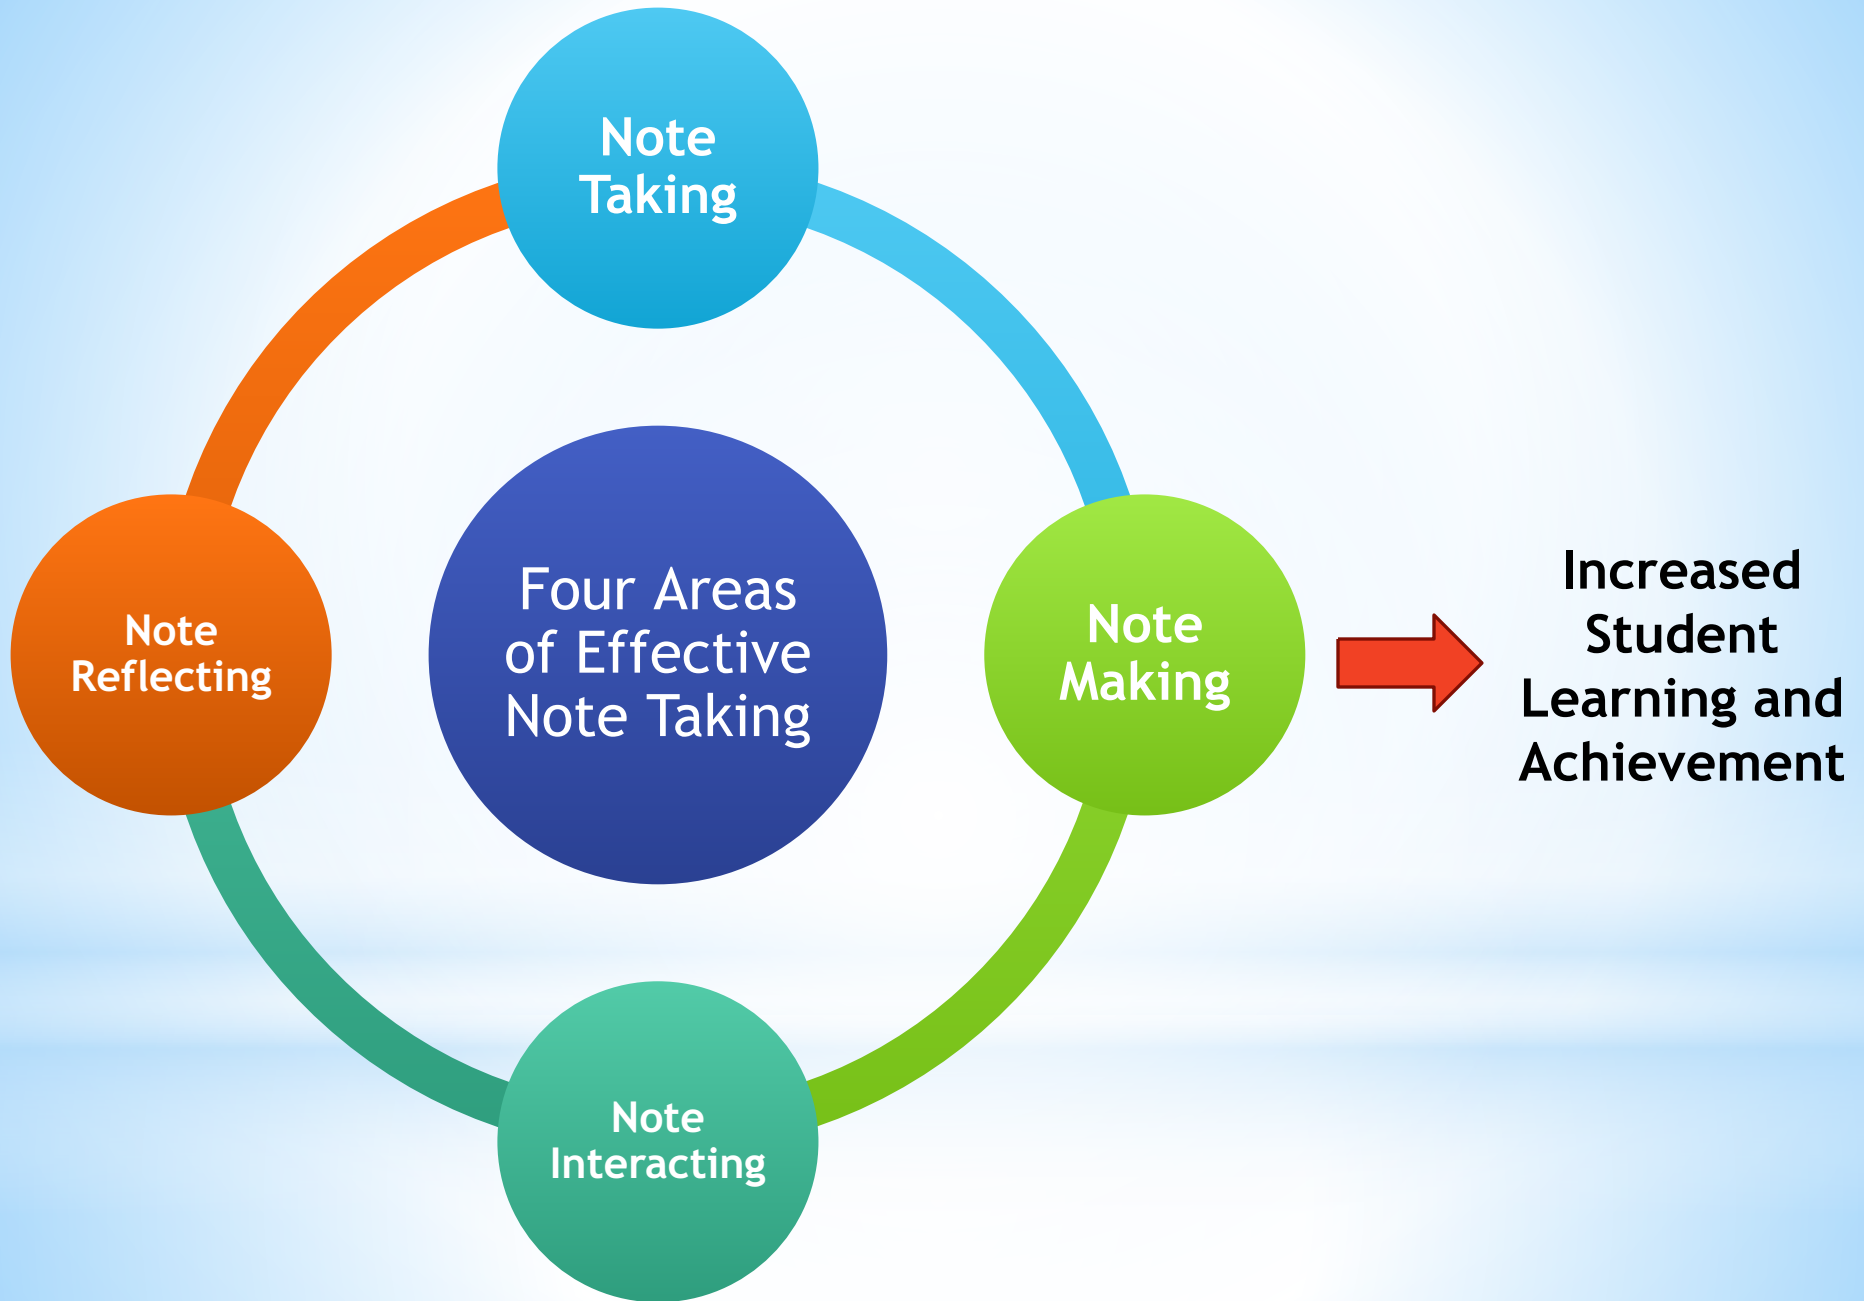 Note
Taking
Four Areas
of Effective
Note Taking
Note
Reflecting
Note
Making
Increased
Student
Learning and
Achievement
Note
Interacting